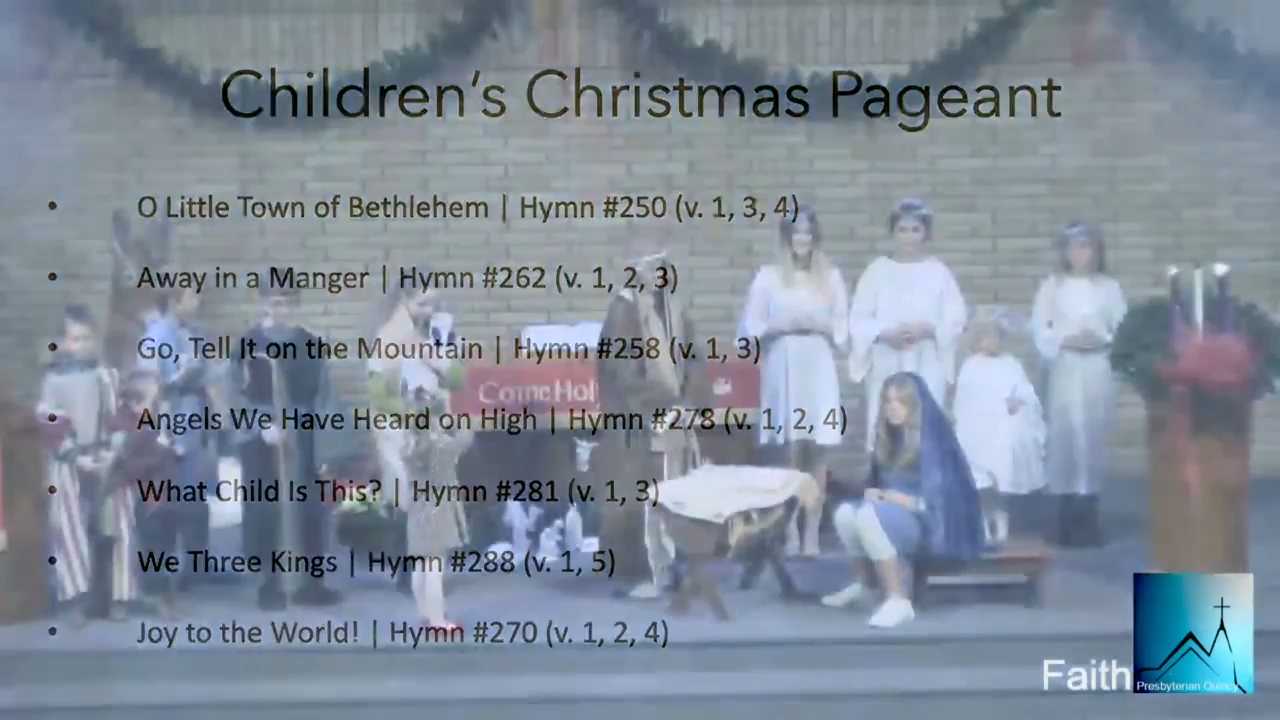 Children's Christmas Pageant
• O Little Town of Bethlehem | Hymn #250 (v. 1, 3, 4)
• Away in a Manger | Hymn #262 (v. 1, 2, 3)
• Go, Tell It on the Mountain | Hymn #258 (v. 1, 3)
Come Hol
• Angels We Have Heard on High | Hymn #278 (v. 1, 2, 4)
• What Child Is This? | Hymn #281 (v. 1, 3)
• We Three Kings | Hymn #288 (v. 1, 5)
• Joy to the World! | Hymn #270 (v. 1, 2, 4)
Faith
Presbyterian Quincy